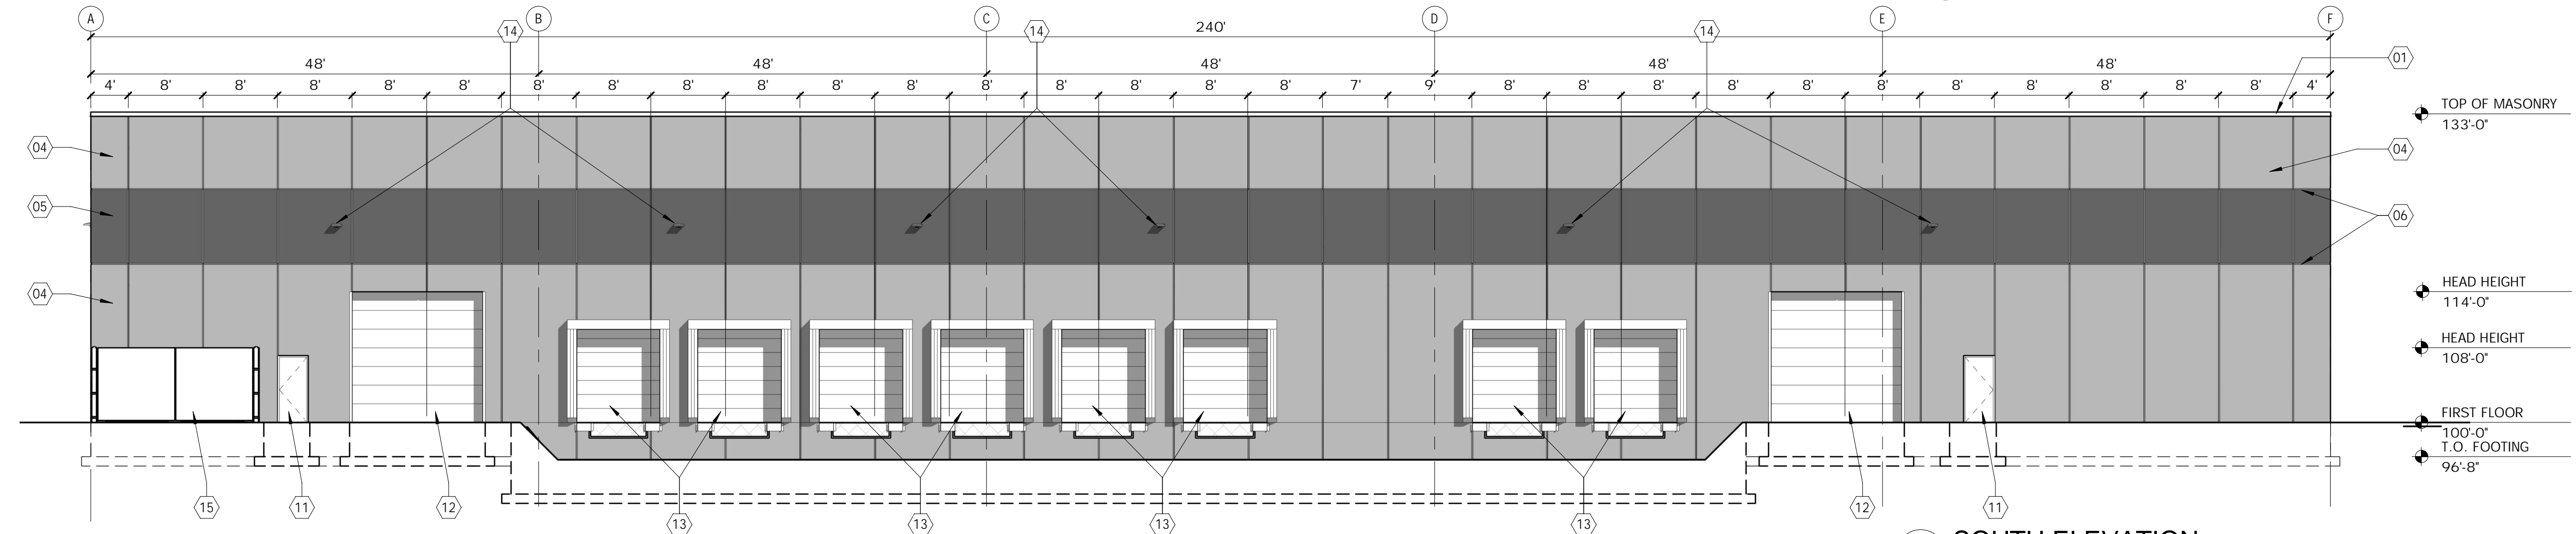 A B C D E F
240'
14 14 14
48' 48' 48' 48' 48'
01
4' 8' 8' 8' 8' 8' 8' 8' 8' 8' 8' 8' 8' 8' 8' 8' 8' 7' 9' 8' 8' 8' 8' 8' 8' 8' 8' 8' 8' 8' 4'
TOP OF MASONRY
133'-0"
04 04
05 06
HEAD HEIGHT
114'-0"
04
HEAD HEIGHT
108'-0"
FIRST FLOOR
100'-0"
T.O. FOOTING
96'-8"
15 11 12 12 11
13 13 13 13
SOUTH ELEVATION